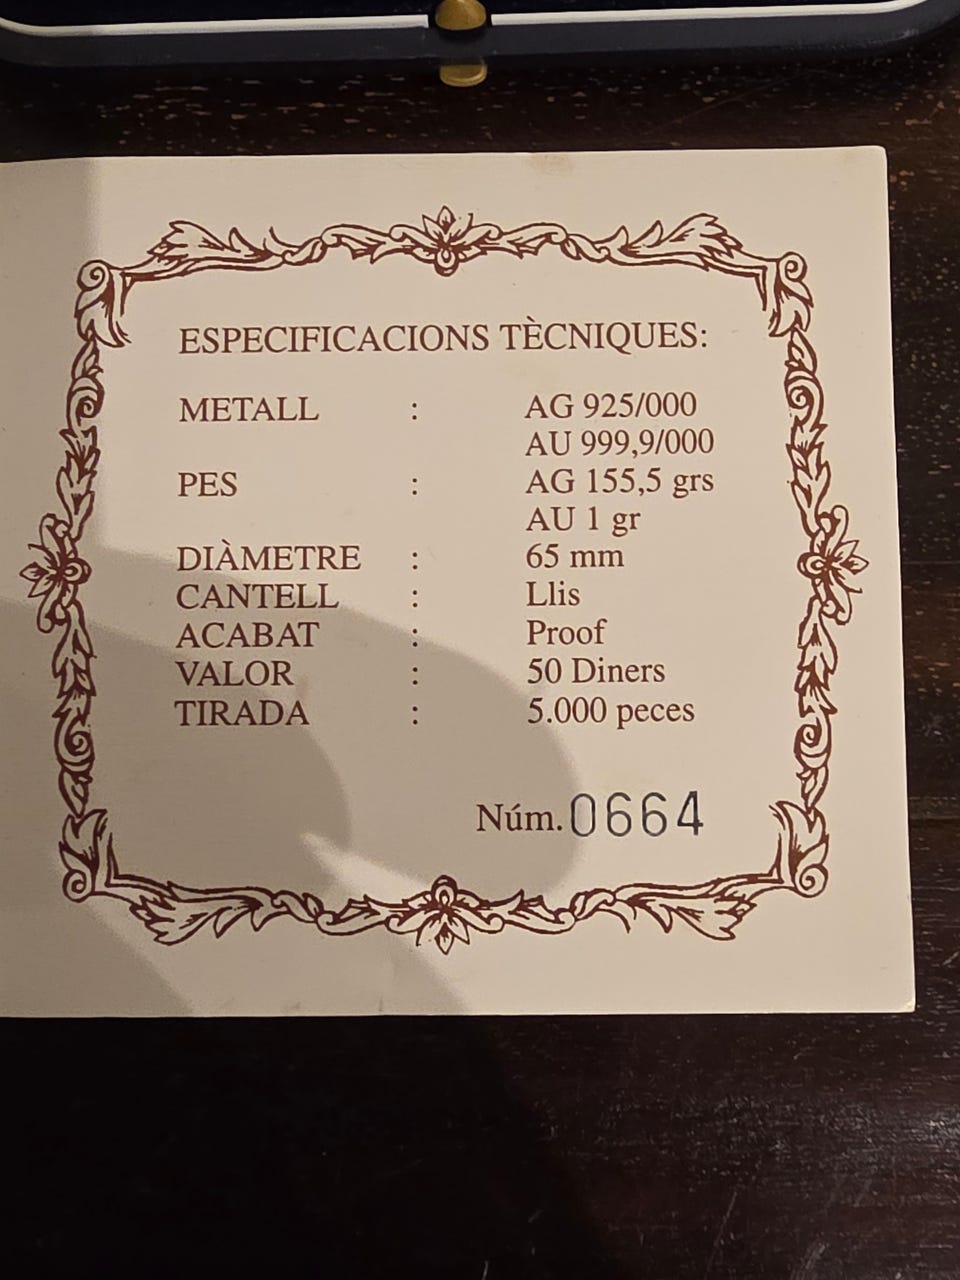 ESPECIFICACIONS TÈCNIQUES:
METALL : AG 925/000
AU 999,9/000
PES : AG 155,5 grs
AU 1 gr
DIÀMETRE : 65 mm
CANTELL : Llis
ACABAT : Proof
VALOR : 50 Diners
TIRADA : 5.000 peces
Núm. 0664